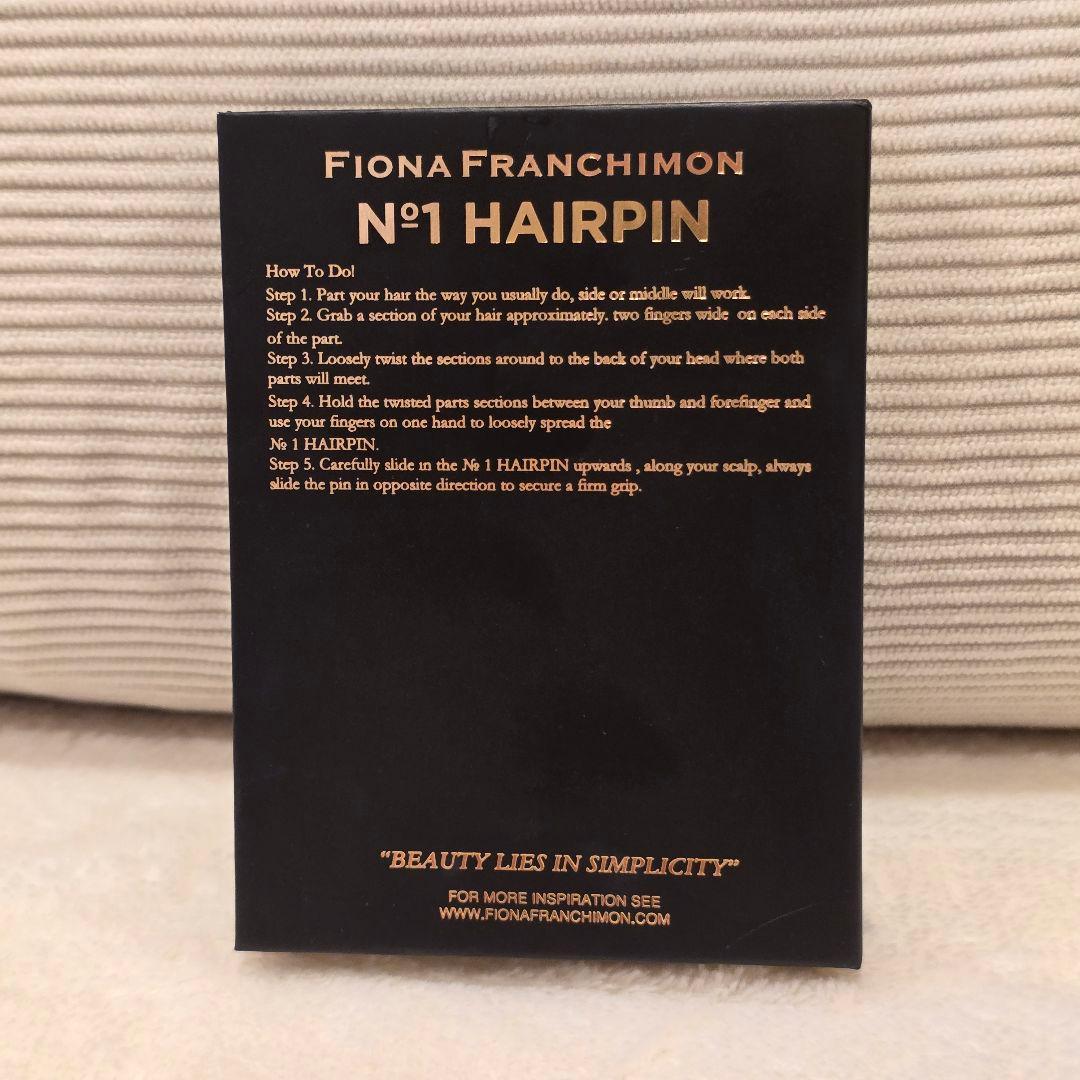 FIONA FRANCHIMON
Nº1 HAIRPIN
How To Do!
Step 1. Part your hair the way you usually do, side or middle will work.
Step 2. Grab a section of your hair approximately. two fingers wide on each side
of the part.
Step 3. Loosely twist the sections around to the back of your head where both
parts will meet.
Step 4. Hold the twisted parts sections between your thumb and forefinger and
use your fingers on one hand to loosely spread the
№ 1 HAIRPIN.
Step 5. Carefully slide in the № 1 HAIRPIN upwards , along your scalp, always
slide the pin in opposite direction to secure a firm grip.
“BEAUTY LIES IN SIMPLICITY”
FOR MORE INSPIRATION SEE
WWW.FIONAFRANCHIMON.COM